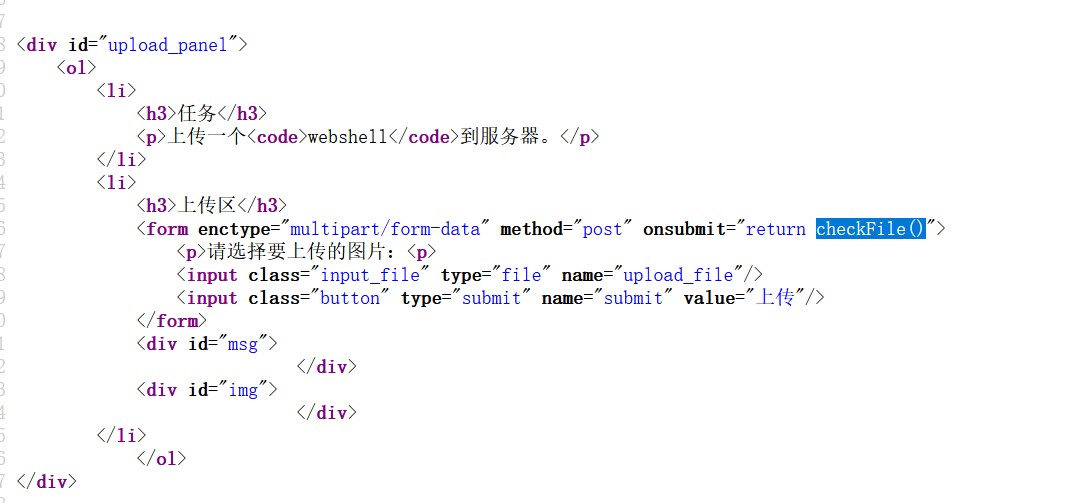 <div id="upload_panel">
<ol>
<li>
<h3>任务</h3>
<p>上传一个<code>webshell</code>到服务器。</p>
</li>
<li>
<h3>上传区</h3>
<form enctype="multipart/form-data" method="post" onsubmit="return checkFile()">
<p>请选择要上传的图片：<p>
<input class="input_file" type="file" name="upload_file"/>
<input class="button" type="submit" name="submit" value="上传"/>
</form>
<div id="msg">
</div>
<div id="img">
</div>
</li>
</ol>
</div>